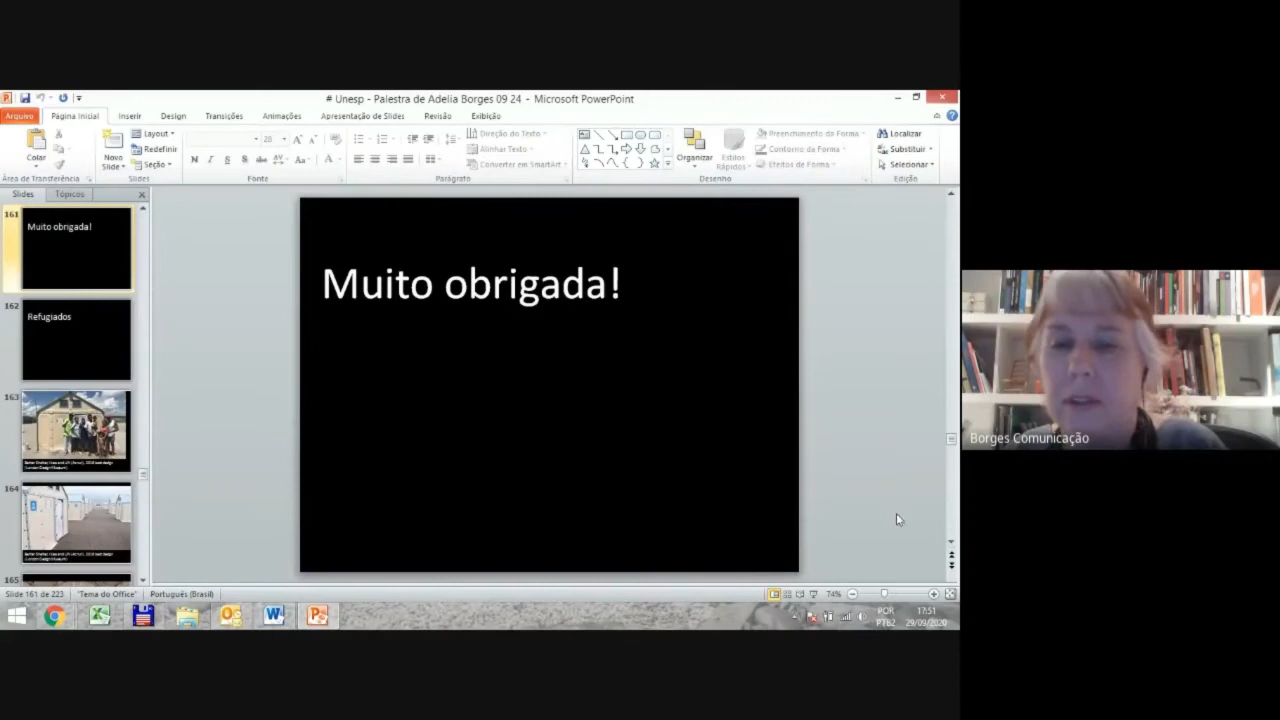 # Unesp - Palestra de Adelia Borges 09 24 - Microsoft PowerPoint
Arquivo Página Inicial Inserir Design Transições Animações Apresentação de Slides Revisão Exibição
Colar
Novo Slide
Layout
Redefinir
Seção
28
Direção do Texto
Alinhar Texto
Converter em SmartArt
Organizar
Estilos Rápidos
Preenchimento da Forma
Contorno da Forma
Efeitos de Forma
Localizar
Substituir
Selecionar
Área de Transferência Slides Fonte Parágrafo Desenho Edição
Slides Tópicos
161
Muito obrigada!
162
Refugiados
163
164
165
Muito obrigada!
Borges Comunicação
Slide 161 de 223 "Tema do Office" Português (Brasil) 74%
POR
PTB2
17:51
29/09/2020